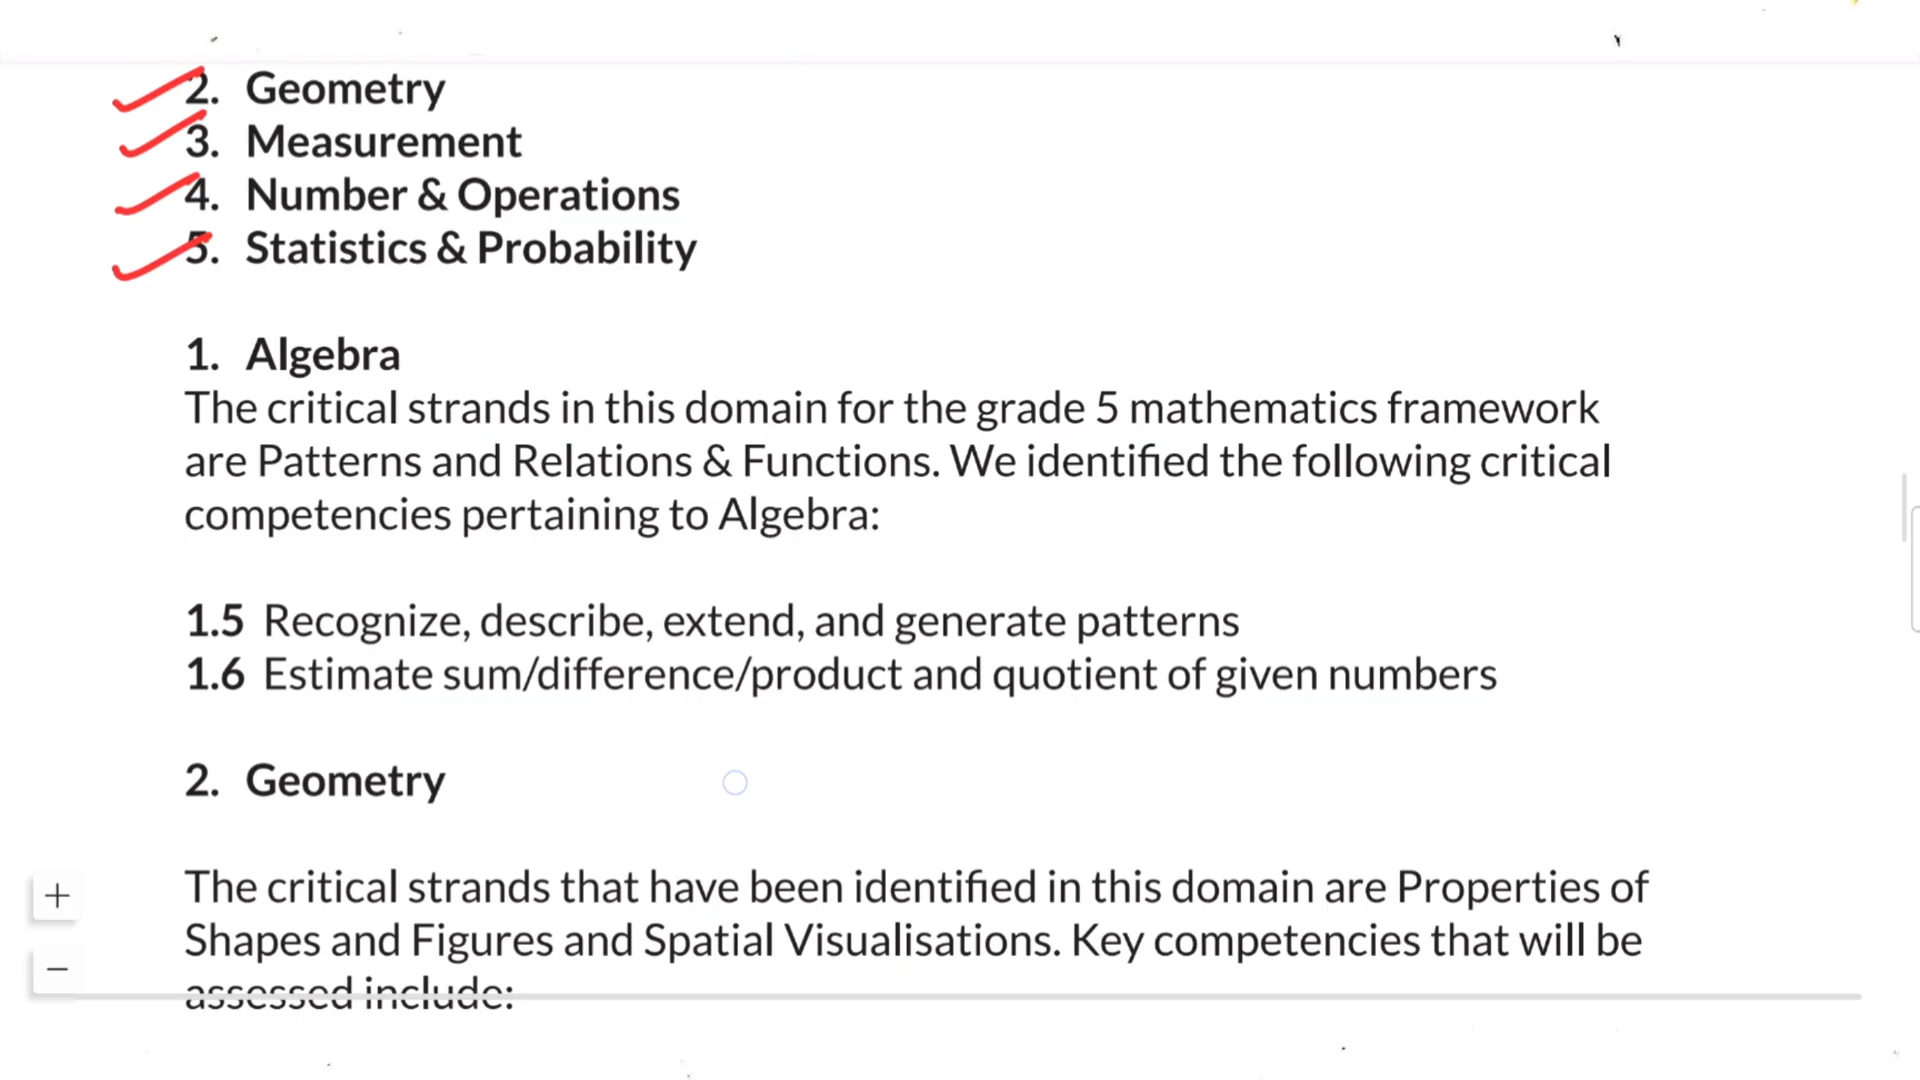 2. Geometry
3. Measurement
4. Number & Operations
5. Statistics & Probability
1. Algebra
The critical strands in this domain for the grade 5 mathematics framework
are Patterns and Relations & Functions. We identified the following critical
competencies pertaining to Algebra:
1.5 Recognize, describe, extend, and generate patterns
1.6 Estimate sum/difference/product and quotient of given numbers
2. Geometry
The critical strands that have been identified in this domain are Properties of
Shapes and Figures and Spatial Visualisations. Key competencies that will be
assessed include: